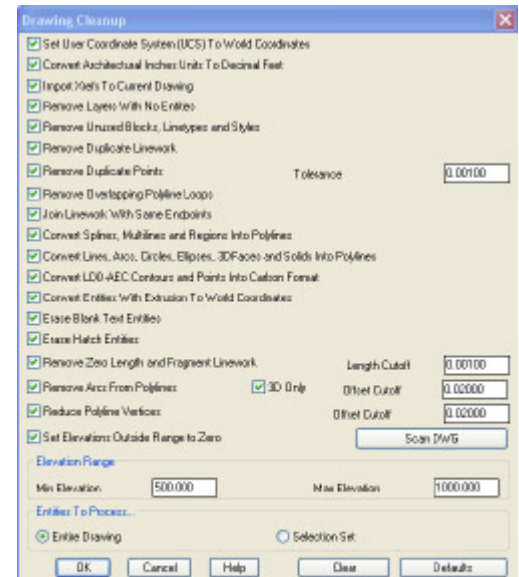 Drawing Cleanup
Set User Coordinate System (UCS) To World Coordinates
Convert Architectural Inches Units To Decimal Feet
Import Xrefs To Current Drawing
Remove Layers With No Entities
Remove Unused Blocks, Linetypes and Styles
Remove Duplicate Linework
Remove Duplicate Points Tolerance 0.00100
Remove Overlapping Polyline Loops
Join Linework With Same Endpoints
Convert Splines, Multilines and Regions Into Polylines
Convert Lines, Arcs, Circles, Ellipses, 3DFaces and Solids Into Polylines
Convert LDD-AEC Contours and Points Into Carlson Format
Convert Entities With Extrusion To World Coordinates
Erase Blank Text Entities
Erase Hatch Entities
Remove Zero Length and Fragment Linework Length Cutoff 0.00100
Remove Arcs From Polylines 3D Only Offset Cutoff 0.02000
Reduce Polyline Vertices Offset Cutoff 0.02000
Set Elevations Outside Range to Zero Scan DWG
Elevation Range
Min Elevation 500.000 Max Elevation 1000.000
Entities To Process...
Entire Drawing Selection Set
OK Cancel Help Clear Defaults